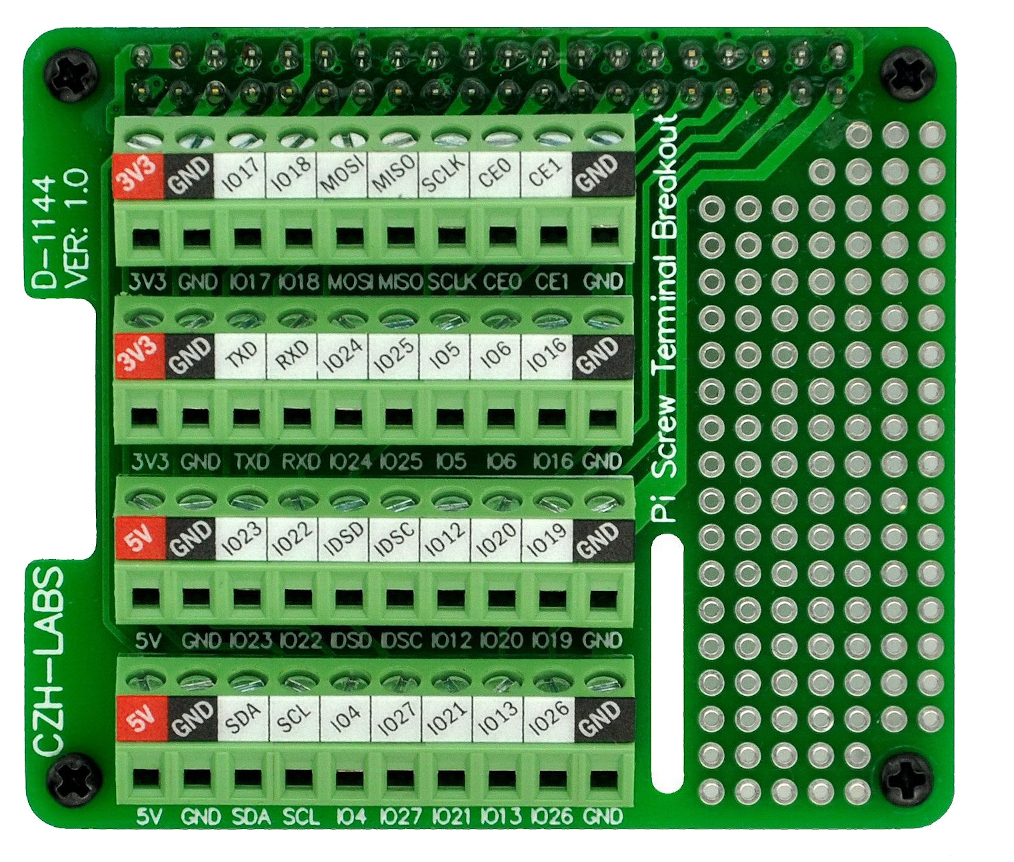 D-1144
VER: 1.0
3V3 GND IO17 IO18 MOSI MISO SCLK CE0 CE1 GND
3V3 GND IO17 IO18 MOSI MISO SCLK CE0 CE1 GND
3V3 GND TXD RXD IO24 IO25 IO5 IO6 IO16 GND
3V3 GND TXD RXD IO24 IO25 IO5 IO6 IO16 GND
5V GND IO23 IO22 IDSD IDSC IO12 IO20 IO19 GND
5V GND IO23 IO22 IDSD IDSC IO12 IO20 IO19 GND
5V GND SDA SCL IO4 IO27 IO21 IO13 IO26 GND
5V GND SDA SCL IO4 IO27 IO21 IO13 IO26 GND
CZH-LABS
Pi Screw Terminal Breakout